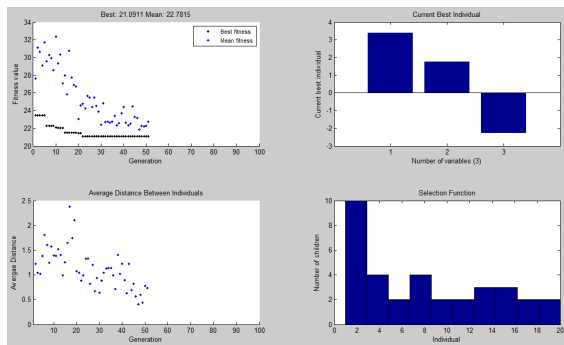 Best: 21.0911 Mean: 22.7815
34
32
30
28
26
24
22
20
Fitness value
Best fitness
Mean fitness
10 20 30 40 50 60 70 80 90 100
Generation
Current Best Individual
4
3
2
1
0
-1
-2
-3
Current best individual
1 2 3
Number of variables (3)
Average Distance Between Individuals
2.5
2
1.5
1
0.5
0
Avergae Distance
10 20 30 40 50 60 70 80 90 100
Generation
Selection Function
10
8
6
4
2
0
Number of children
0 2 4 6 8 10 12 14 16 18 20
Individual